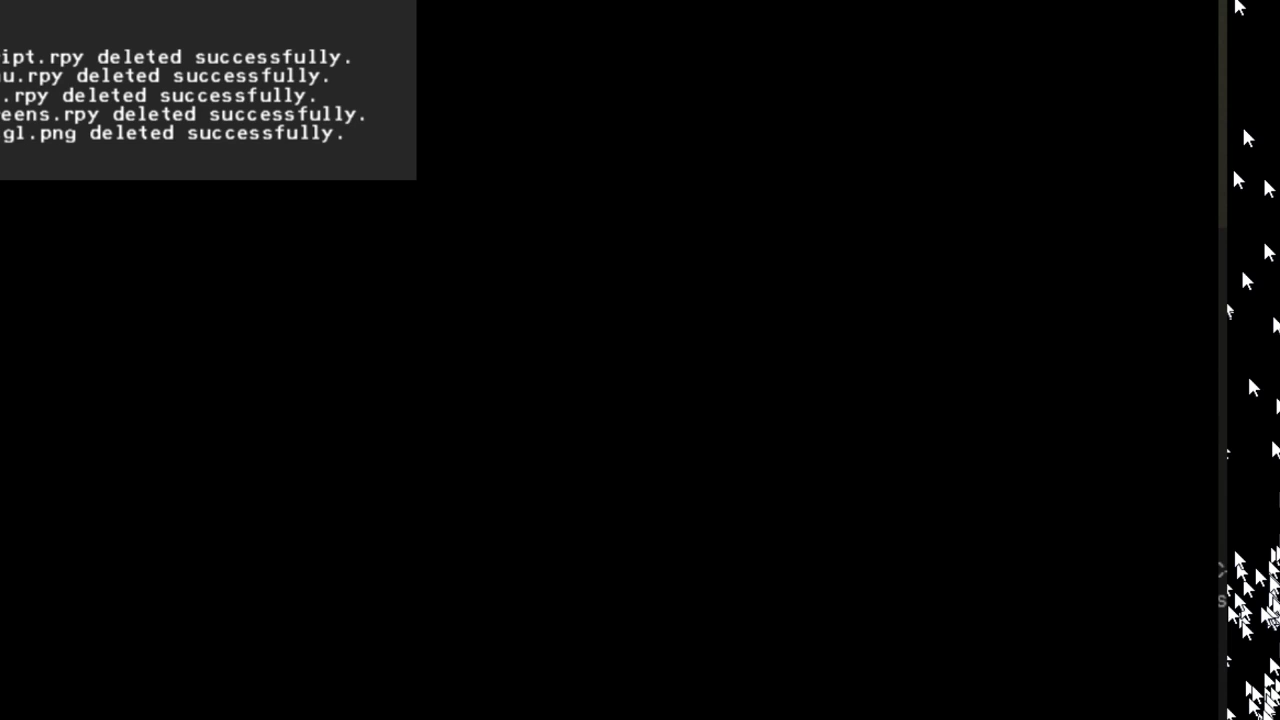 ipt.rpy deleted successfully.
u.rpy deleted successfully.
.rpy deleted successfully.
eens.rpy deleted successfully.
gl.png deleted successfully.
s